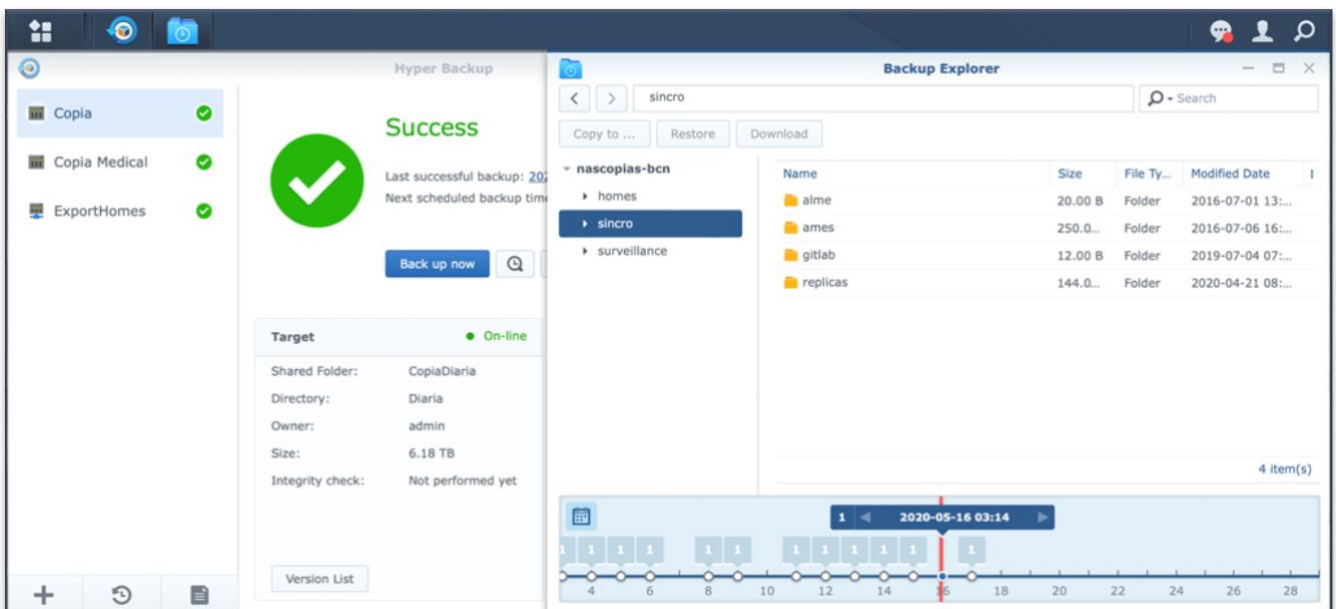 Hyper Backup
Copia
Copia Medical
ExportHomes
Success
Last successful backup: 202
Next scheduled backup time
Back up now
Target
On-line
Shared Folder: CopiaDiaria
Directory: Diaria
Owner: admin
Size: 6.18 TB
Integrity check: Not performed yet
Version List
Backup Explorer
sincro
Search
Copy to ... Restore Download
nascopias-bcn
homes
sincro
surveillance
Name Size File Ty... Modified Date
alme 20.00 B Folder 2016-07-01 13:...
ames 250.0... Folder 2016-07-06 16:...
gitlab 12.00 B Folder 2019-07-04 07:...
replicas 144.0... Folder 2020-04-21 08:...
4 item(s)
1 2020-05-16 03:14
1 1 1 1 1 1 1 1 1 1 1 1
4 6 8 10 12 14 16 18 20 22 24 26 28